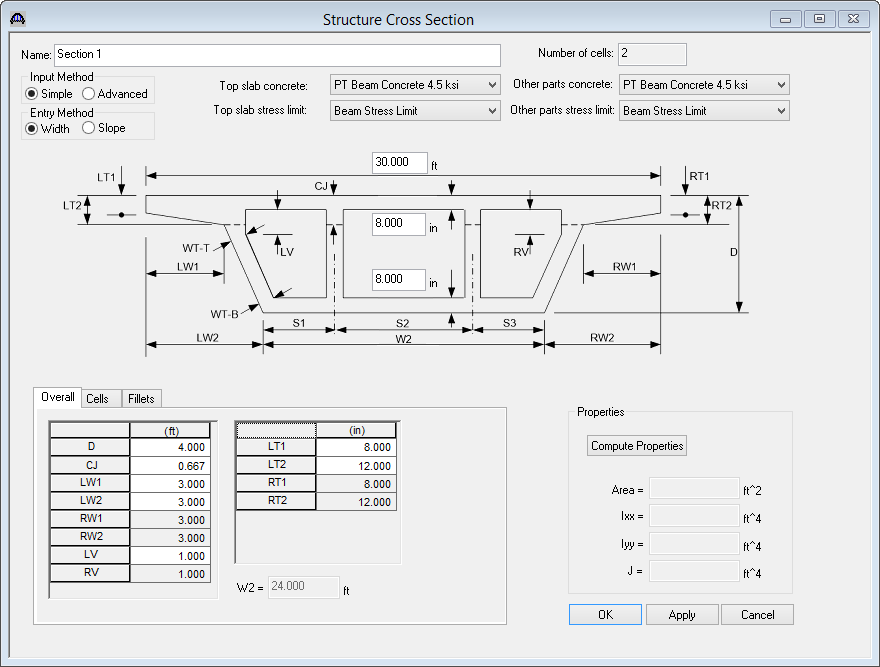 Structure Cross Section
Name: Section 1
Number of cells: 2
Input Method
Simple Advanced
Top slab concrete: PT Beam Concrete 4.5 ksi
Other parts concrete: PT Beam Concrete 4.5 ksi
Entry Method
Width Slope
Top slab stress limit: Beam Stress Limit
Other parts stress limit: Beam Stress Limit
30.000 ft
LT1 CJ RT1
LT2 RT2
8.000 in
WT-T LV RV D
LW1 RW1
8.000 in
WT-B
S1 S2 S3
LW2 W2 RW2
Overall Cells Fillets
(ft)
D 4.000
CJ 0.667
LW1 3.000
LW2 3.000
RW1 3.000
RW2 3.000
LV 1.000
RV 1.000
(in)
LT1 8.000
LT2 12.000
RT1 8.000
RT2 12.000
W2 = 24.000 ft
Properties
Compute Properties
Area = ft^2
Ixx = ft^4
Iyy = ft^4
J = ft^4
OK Apply Cancel